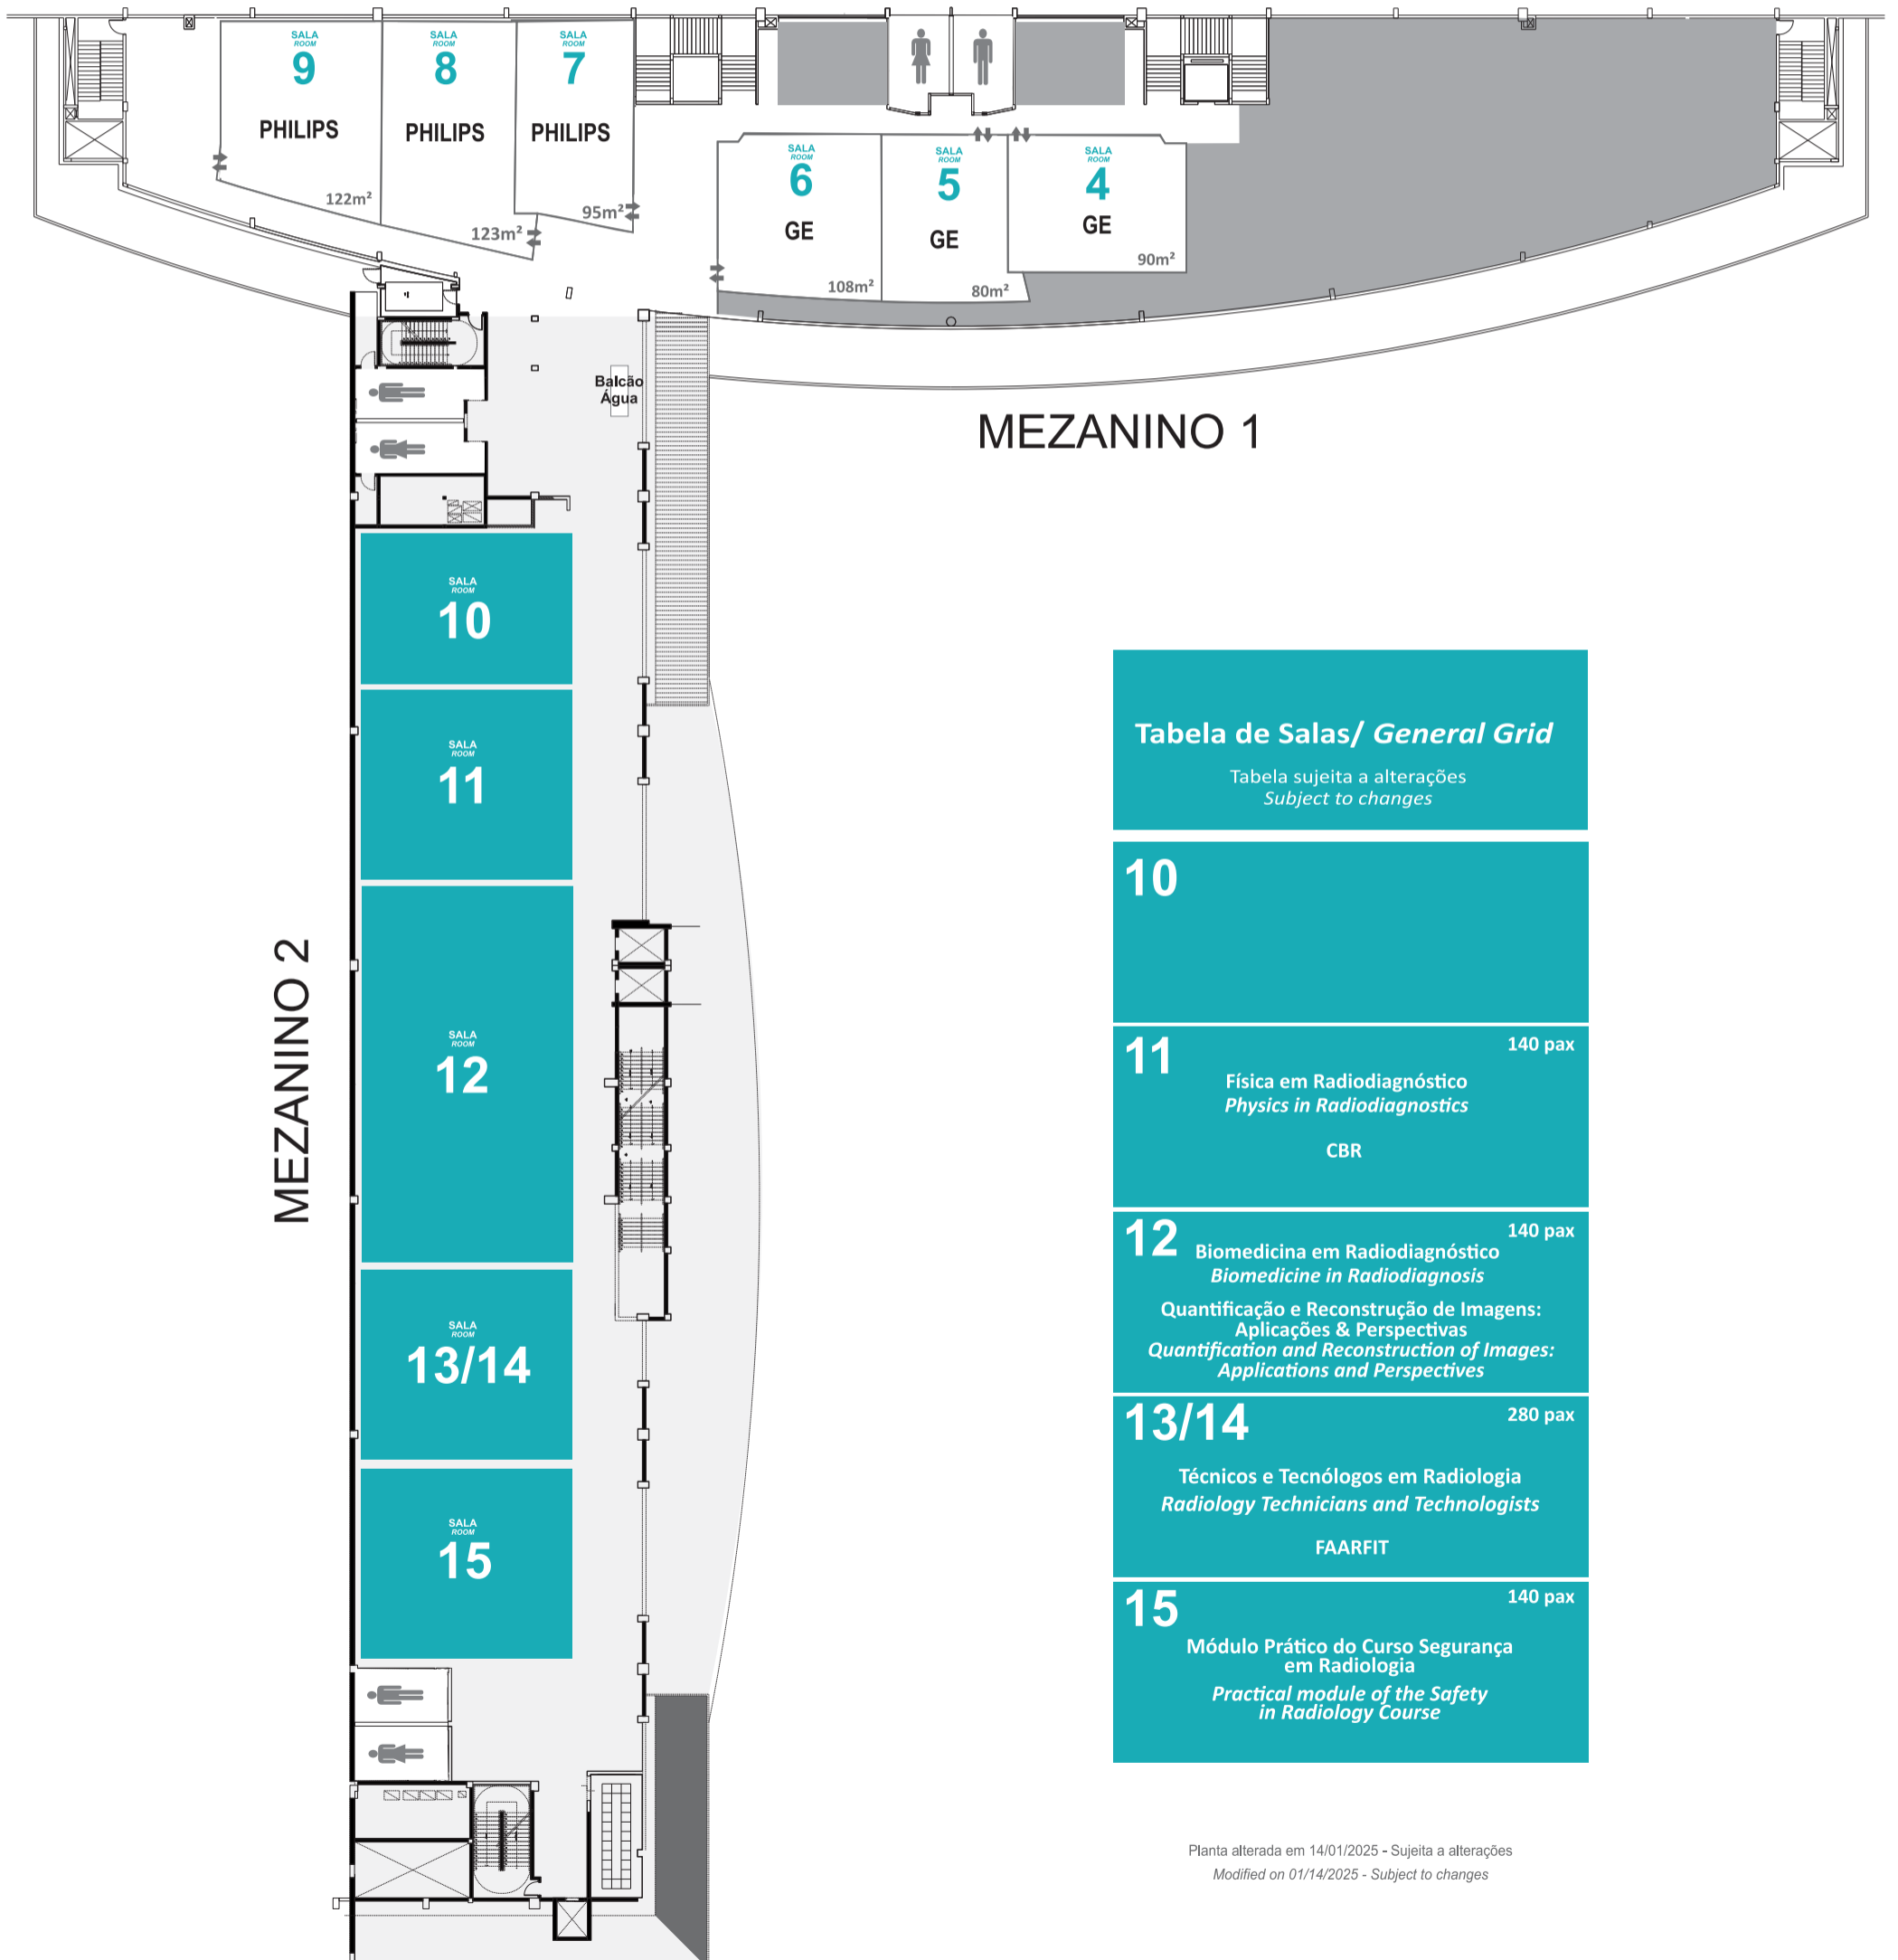 SALA
ROOM
9
PHILIPS
122m²
SALA
ROOM
8
PHILIPS
123m²
SALA
ROOM
7
PHILIPS
95m²
SALA
ROOM
6
GE
108m²
SALA
ROOM
5
GE
80m²
SALA
ROOM
4
GE
90m²
Balcão
Água
MEZANINO 1
MEZANINO 2
SALA
ROOM
10
SALA
ROOM
11
SALA
ROOM
12
SALA
ROOM
13/14
SALA
ROOM
15
Tabela de Salas/ General Grid
Tabela sujeita a alterações
Subject to changes
10
11
140 pax
Física em Radiodiagnóstico
Physics in Radiodiagnostics
CBR
12
140 pax
Biomedicina em Radiodiagnóstico
Biomedicine in Radiodiagnosis
Quantificação e Reconstrução de Imagens:
Aplicações & Perspectivas
Quantification and Reconstruction of Images:
Applications and Perspectives
13/14
280 pax
Técnicos e Tecnólogos em Radiologia
Radiology Technicians and Technologists
FAARFIT
15
140 pax
Módulo Prático do Curso Segurança
em Radiologia
Practical module of the Safety
in Radiology Course
Planta alterada em 14/01/2025 - Sujeita a alterações
Modified on 01/14/2025 - Subject to changes